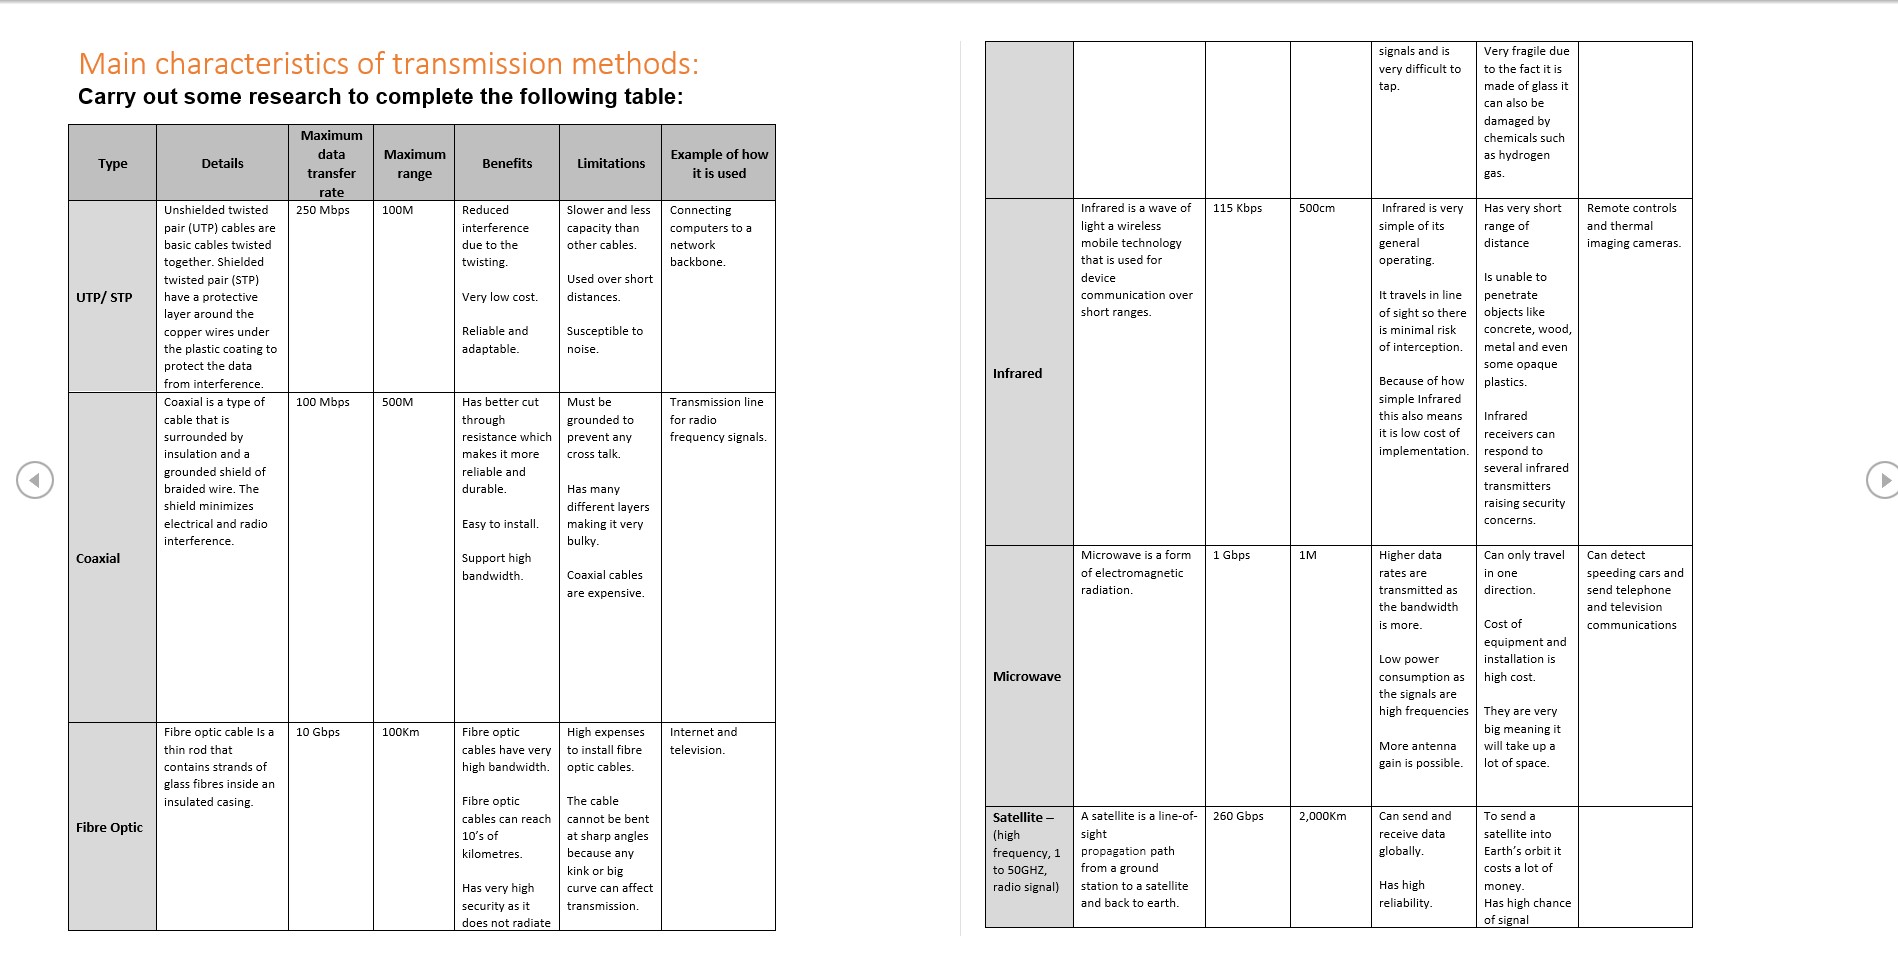 Main characteristics of transmission methods:
Carry out some research to complete the following table:
Type
Details
Maximum
data
transfer
rate
Maximum
range
Benefits
Limitations
Example of how
it is used
UTP/ STP
Unshielded twisted
pair (UTP) cables are
basic cables twisted
together. Shielded
twisted pair (STP)
have a protective
layer around the
copper wires under
the plastic coating to
protect the data
from interference.
250 Mbps
100M
Reduced
interference
due to the
twisting.
Very low cost.
Reliable and
adaptable.
Slower and less
capacity than
other cables.
Used over short
distances.
Susceptible to
noise.
Connecting
computers to a
network
backbone.
Coaxial
Coaxial is a type of
cable that is
surrounded by
insulation and a
grounded shield of
braided wire. The
shield minimizes
electrical and radio
interference.
100 Mbps
500M
Has better cut
through
resistance which
makes it more
reliable and
durable.
Easy to install.
Support high
bandwidth.
Must be
grounded to
prevent any
cross talk.
Has many
different layers
making it very
bulky.
Coaxial cables
are expensive.
Transmission line
for radio
frequency signals.
Fibre Optic
Fibre optic cable Is a
thin rod that
contains strands of
glass fibres inside an
insulated casing.
10 Gbps
100Km
Fibre optic
cables have very
high bandwidth.
Fibre optic
cables can reach
10's of
kilometres.
Has very high
security as it
does not radiate
High expenses
to install fibre
optic cables.
The cable
cannot be bent
at sharp angles
because any
kink or big
curve can affect
transmission.
Internet and
television.
signals and is
very difficult to
tap.
Very fragile due
to the fact it is
made of glass it
can also be
damaged by
chemicals such
as hydrogen
gas.
Infrared
Infrared is a wave of
light a wireless
mobile technology
that is used for
device
communication over
short ranges.
115 Kbps
500cm
Infrared is very
simple of its
general
operating.
It travels in line
of sight so there
is minimal risk
of interception.
Because of how
simple Infrared
this also means
it is low cost of
implementation.
Has very short
range of
distance
Is unable to
penetrate
objects like
concrete, wood,
metal and even
some opaque
plastics.
Infrared
receivers can
respond to
several infrared
transmitters
raising security
concerns.
Remote controls
and thermal
imaging cameras.
Microwave
Microwave is a form
of electromagnetic
radiation.
1 Gbps
1M
Higher data
rates are
transmitted as
the bandwidth
is more.
Low power
consumption as
the signals are
high frequencies
More antenna
gain is possible.
Can only travel
in one
direction.
Cost of
equipment and
installation is
high cost.
They are very
big meaning it
will take up a
lot of space.
Can detect
speeding cars and
send telephone
and television
communications
Satellite –
(high
frequency, 1
to 50GHZ,
radio signal)
A satellite is a line-of-
sight
propagation path
from a ground
station to a satellite
and back to earth.
260 Gbps
2,000Km
Can send and
receive data
globally.
Has high
reliability.
To send a
satellite into
Earth's orbit it
costs a lot of
money.
Has high chance
of signal